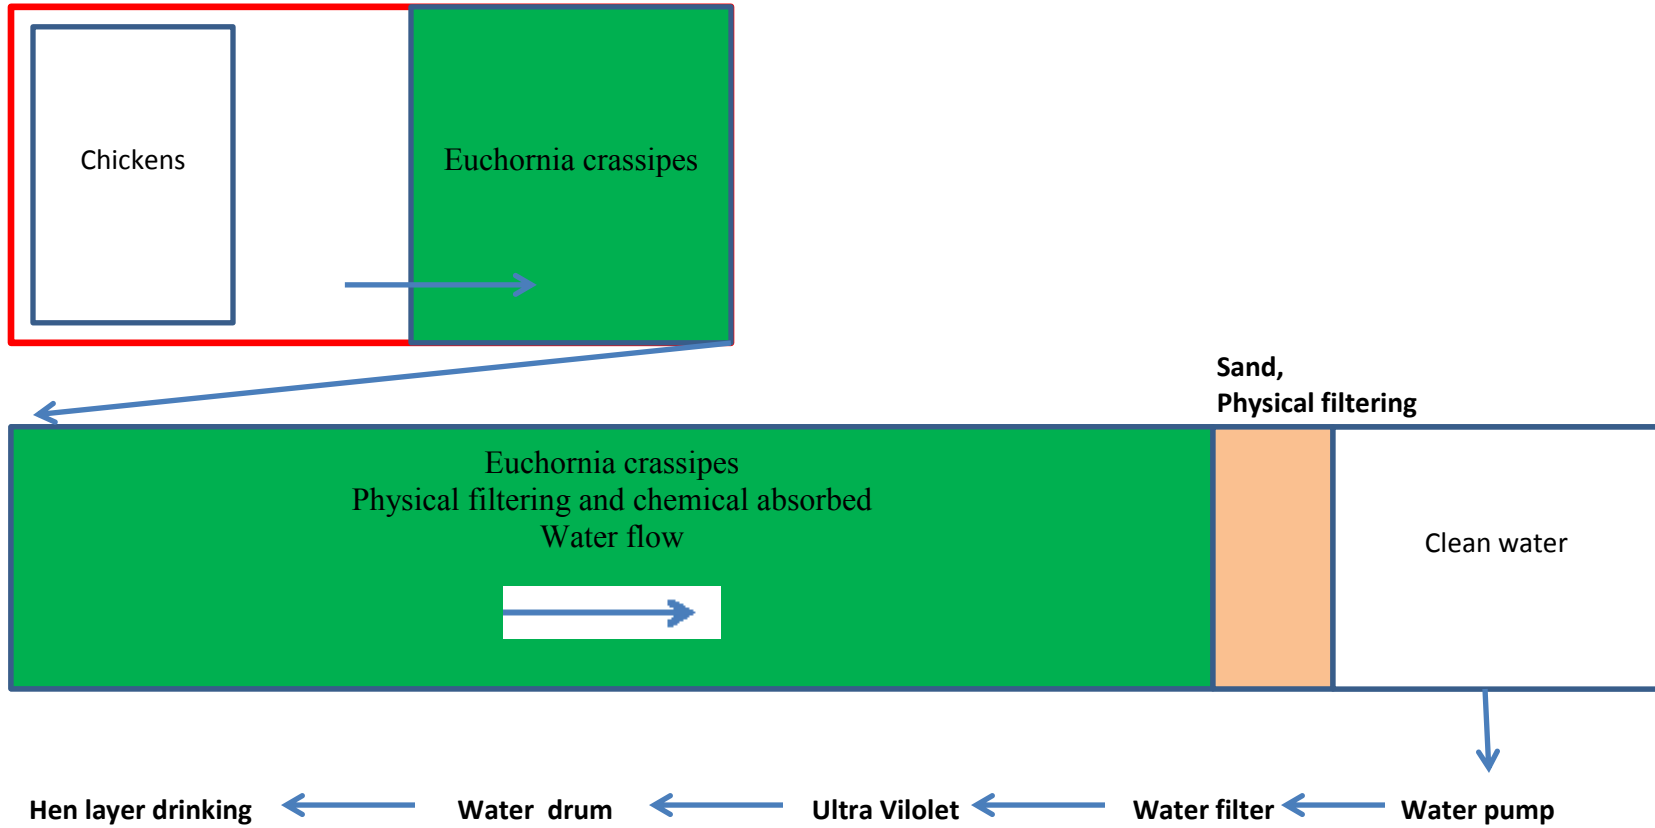 Chickens
Euchornia crassipes
Sand,
Physical filtering
Euchornia crassipes
Physical filtering and chemical absorbed
Water flow
Clean water
Hen layer drinking
Water drum
Ultra Vilolet
Water filter
Water pump